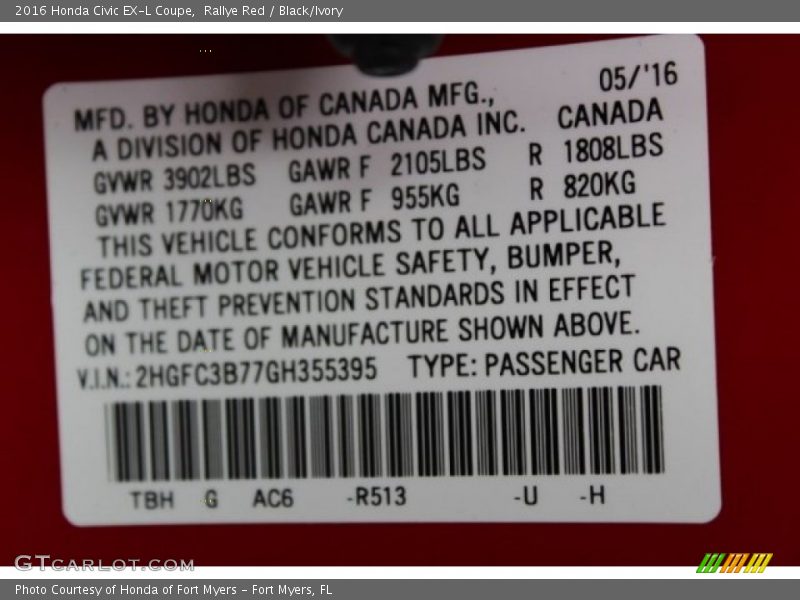 2016 Honda Civic EX-L Coupe,  Rallye Red / Black/Ivory
05/'16
MFD. BY HONDA OF CANADA MFG.,
A DIVISION OF HONDA CANADA INC. CANADA
GVWR 3902LBS GAWR F 2105LBS R 1808LBS
GVWR 1770KG GAWR F 955KG R 820KG
THIS VEHICLE CONFORMS TO ALL APPLICABLE
FEDERAL MOTOR VEHICLE SAFETY, BUMPER,
AND THEFT PREVENTION STANDARDS IN EFFECT
ON THE DATE OF MANUFACTURE SHOWN ABOVE.
V.I.N.: 2HGFC3B77GH355395 TYPE: PASSENGER CAR
TBH G AC6 -R513 -U -H
GTCARLOT.COM
Photo Courtesy of Honda of Fort Myers - Fort Myers, FL